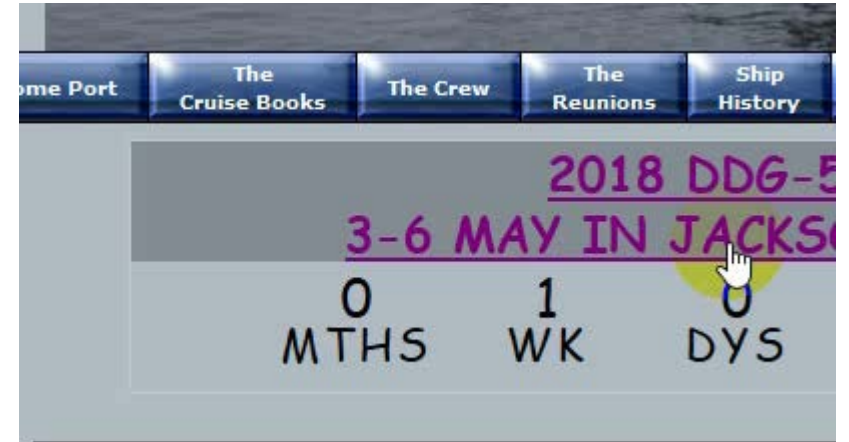 ome Port
The
Cruise Books
The Crew
The
Reunions
Ship
History
2018 DDG-5
3-6 MAY IN JACKSO
0 1 0
MTHS WK DYS